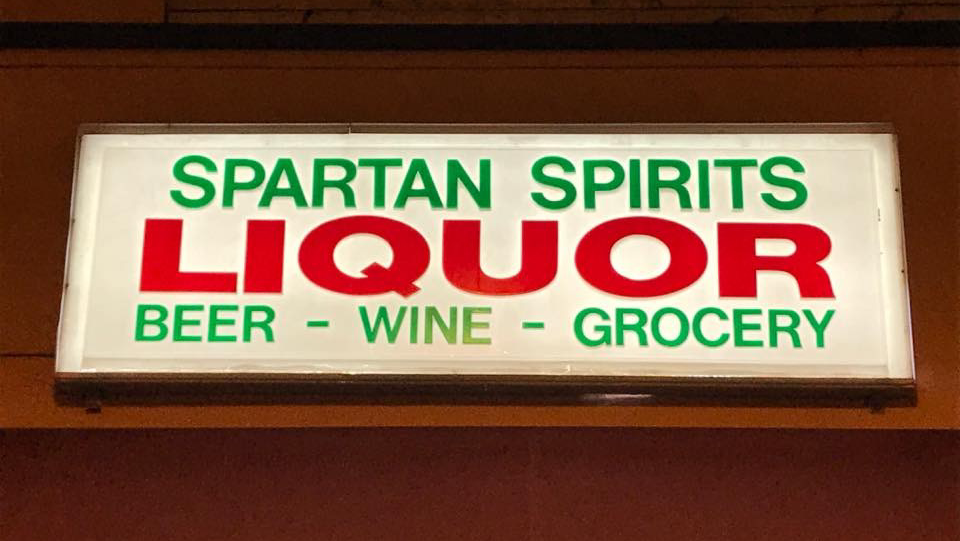 SPARTAN SPIRITS
LIQUOR
BEER - WINE - GROCERY